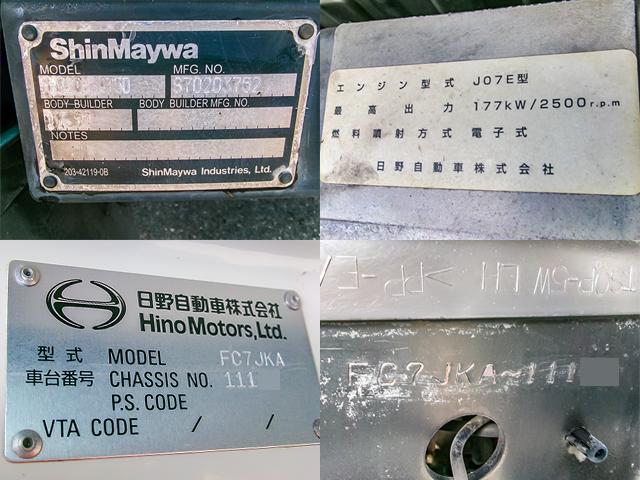 ShinMaywa
MODEL MFG. NO.
BODY BUILDER BODY BUILDER MFG. NO.
NOTES
203-42119-0B ShinMaywa Industries, Ltd.
エンジン型式 J07E型
最高出力 177kW/2500r.p.m
燃料噴射方式 電子式
日野自動車株式会社
日野自動車株式会社
Hino Motors, Ltd.
型式 MODEL FC7JKA
車台番号 CHASSIS NO. 111
P.S. CODE
VTA CODE / /
FC7JKA-111